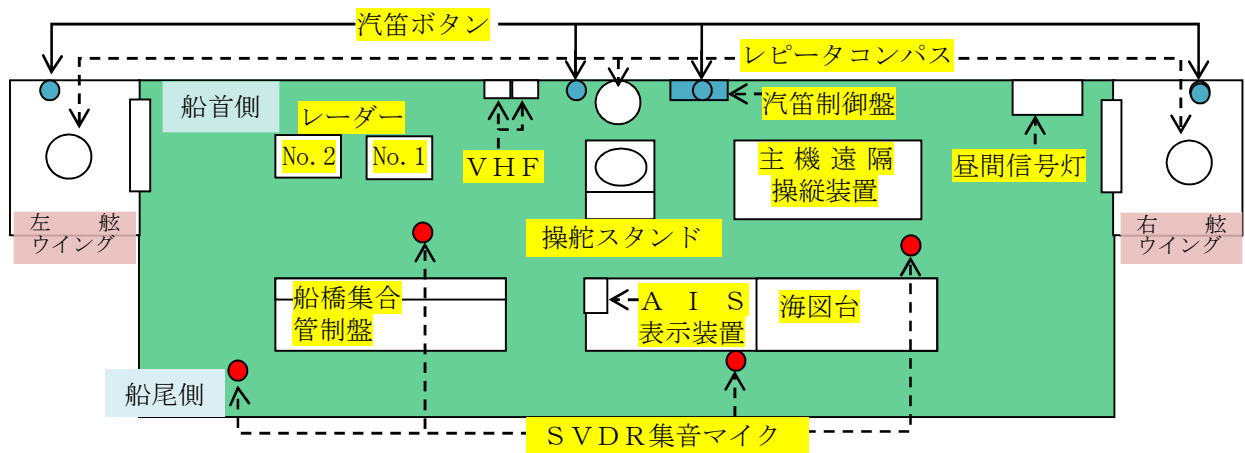 汽笛ボタン
レピータコンパス
船首側
汽笛制御盤
レーダー
No.2
No.1
ＶＨＦ
主機遠隔
操縦装置
昼間信号灯
左舷
ウイング
操舵スタンド
右舷
ウイング
船橋集合
管制盤
ＡＩＳ
表示装置
海図台
船尾側
ＳＶＤＲ集音マイク